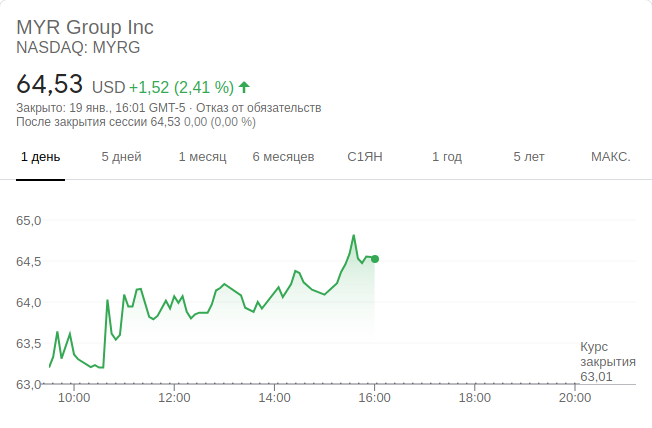 MYR Group Inc
NASDAQ: MYRG
64,53 USD +1,52 (2,41 %)
Закрыто: 19 янв., 16:01 GMT-5 · Отказ от обязательств
После закрытия сессии 64,53 0,00 (0,00 %)
1 день 5 дней 1 месяц 6 месяцев С1ЯН 1 год 5 лет МАКС.
65,0
64,5
64,0
63,5
63,0
Курс
закрытия
63,01
10:00 12:00 14:00 16:00 18:00 20:00